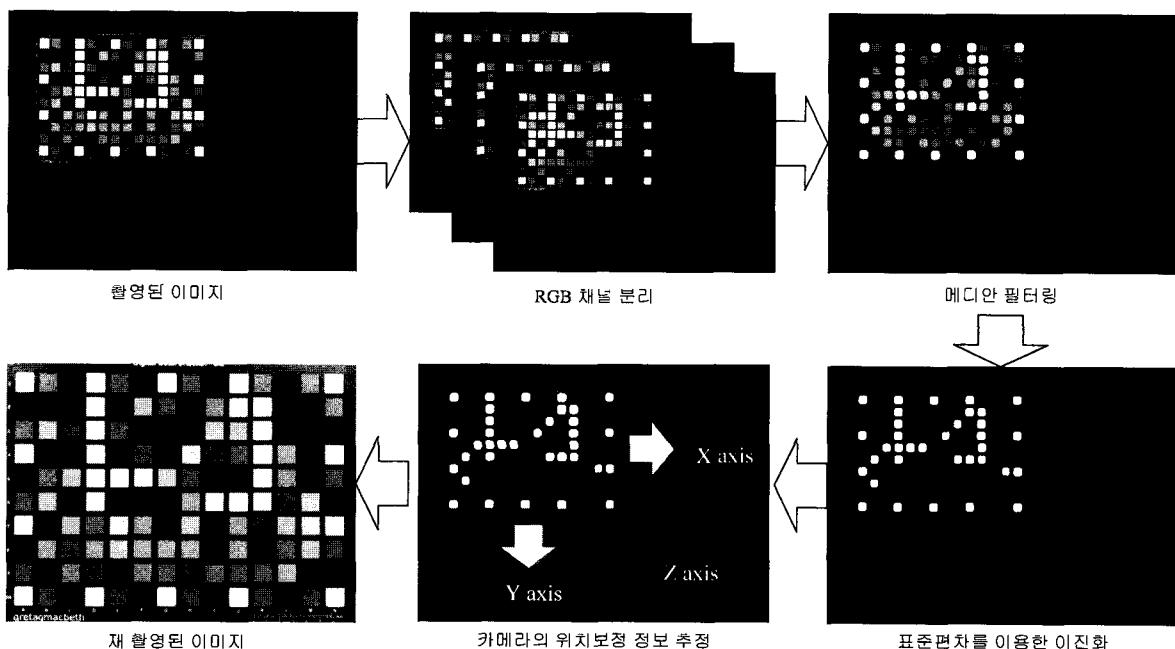 촬영된 이미지
RGB 채널 분리
메디안 필터링
X axis
Z axis
Y axis
gretagmacbeth
재 촬영된 이미지
카메라의 위치보정 정보 추정
표준편차를 이용한 이진화